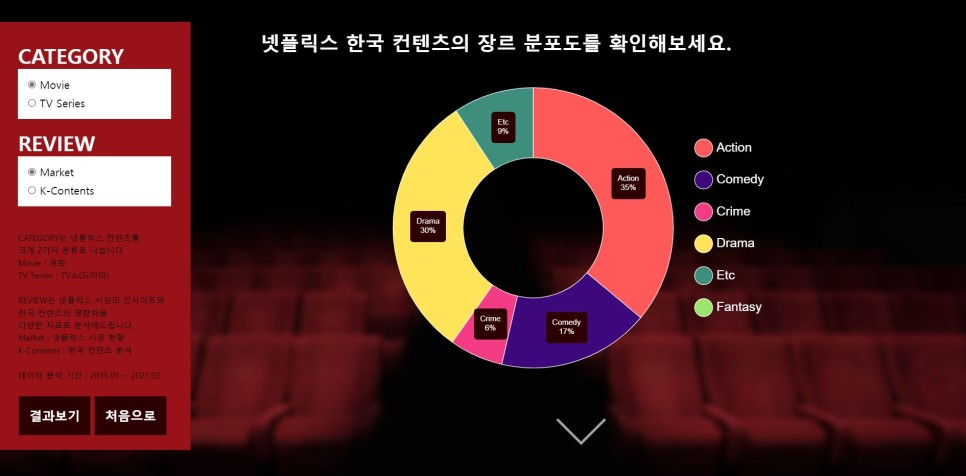 넷플릭스 한국 컨텐츠의 장르 분포도를 확인해보세요.
CATEGORY
Movie
TV Series
REVIEW
Market
K-Contents
CATEGORY는 넷플릭스 컨텐츠를
크게 2가지 분류로 나눕니다.
Movie : 영화
TV Series : TV쇼(드라마)
REVIEW는 넷플릭스 시장의 인사이트와
한국 컨텐츠의 영향력을
다양한 지표로 분석해드립니다.
Market : 넷플릭스 시장 현황
K-Contents : 한국 컨텐츠 분석
데이터 분석 기간 : 2015.01 ~ 2021.02
결과보기
처음으로
Etc
9%
Action
35%
Drama
30%
Crime
6%
Comedy
17%
Action
Comedy
Crime
Drama
Etc
Fantasy